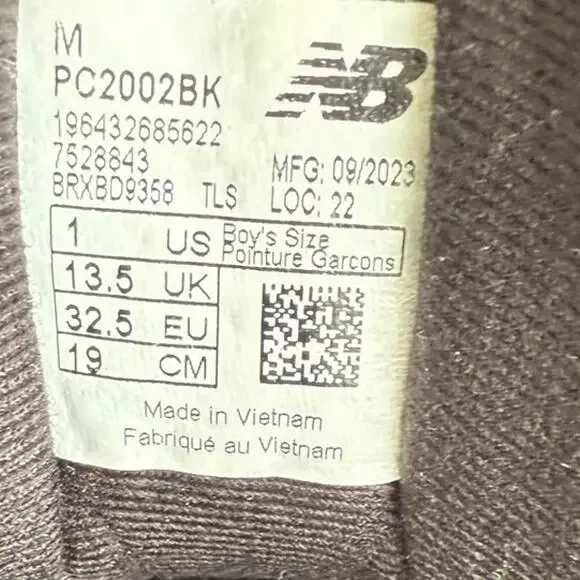 M
NB
PC2002BK
196432685622
7528843
MFG: 09/2023
BRXBD9358 TLS
LOC: 22
1 US Boy's Size
Pointure Garcons
13.5 UK
32.5 EU
19 CM
Made in Vietnam
Fabriqué au Vietnam